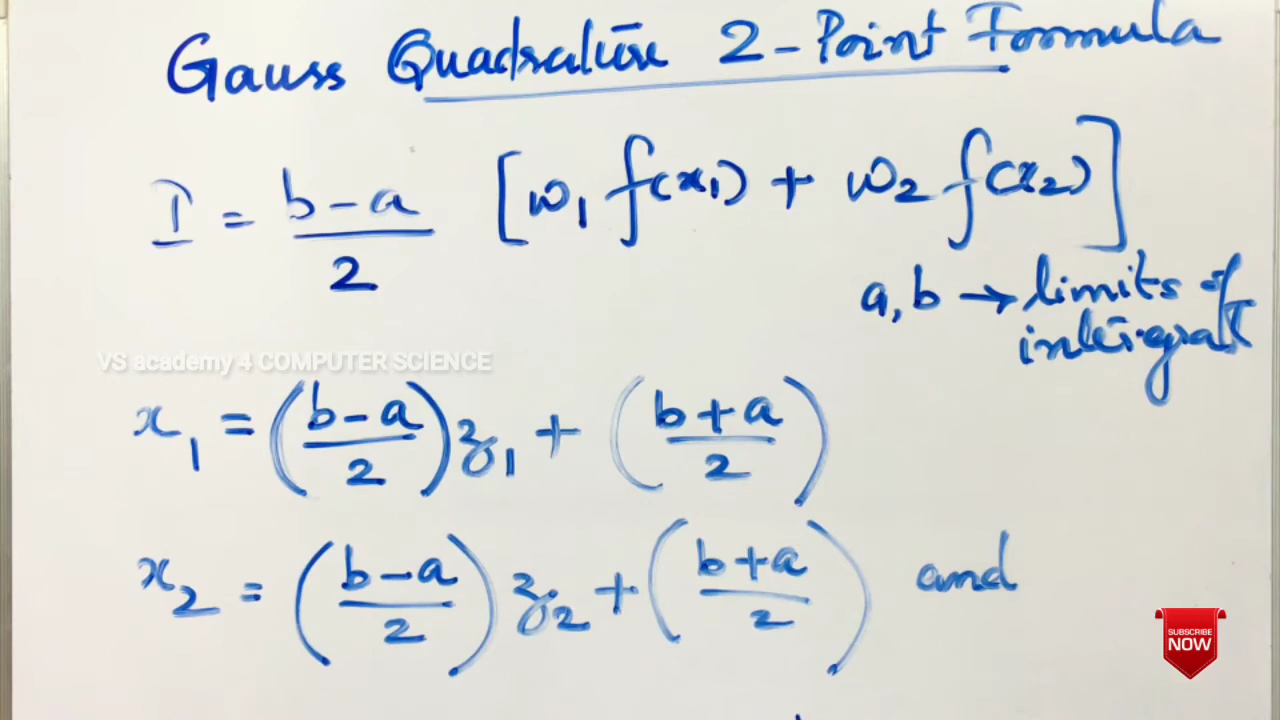 Gauss Quadrature 2-Point Formula
I = b-a / 2 [w₁ f(x₁) + w₂ f(x₂)]
a, b → limits of
integrat
VS academy 4 COMPUTER SCIENCE
x₁ = (b-a / 2) z₁ + (b+a / 2)
x₂ = (b-a / 2) z₂ + (b+a / 2) and
SUBSCRIBE
NOW